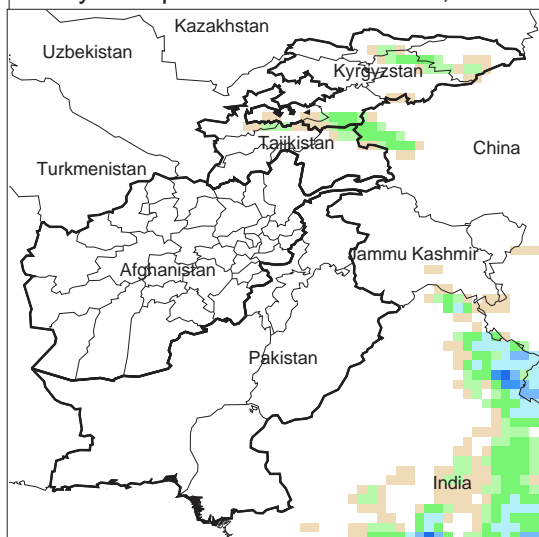 Kazakhstan
Uzbekistan
Kyrgyzstan
Tajikistan
China
Turkmenistan
Jammu Kashmir
Afghanistan
Pakistan
India